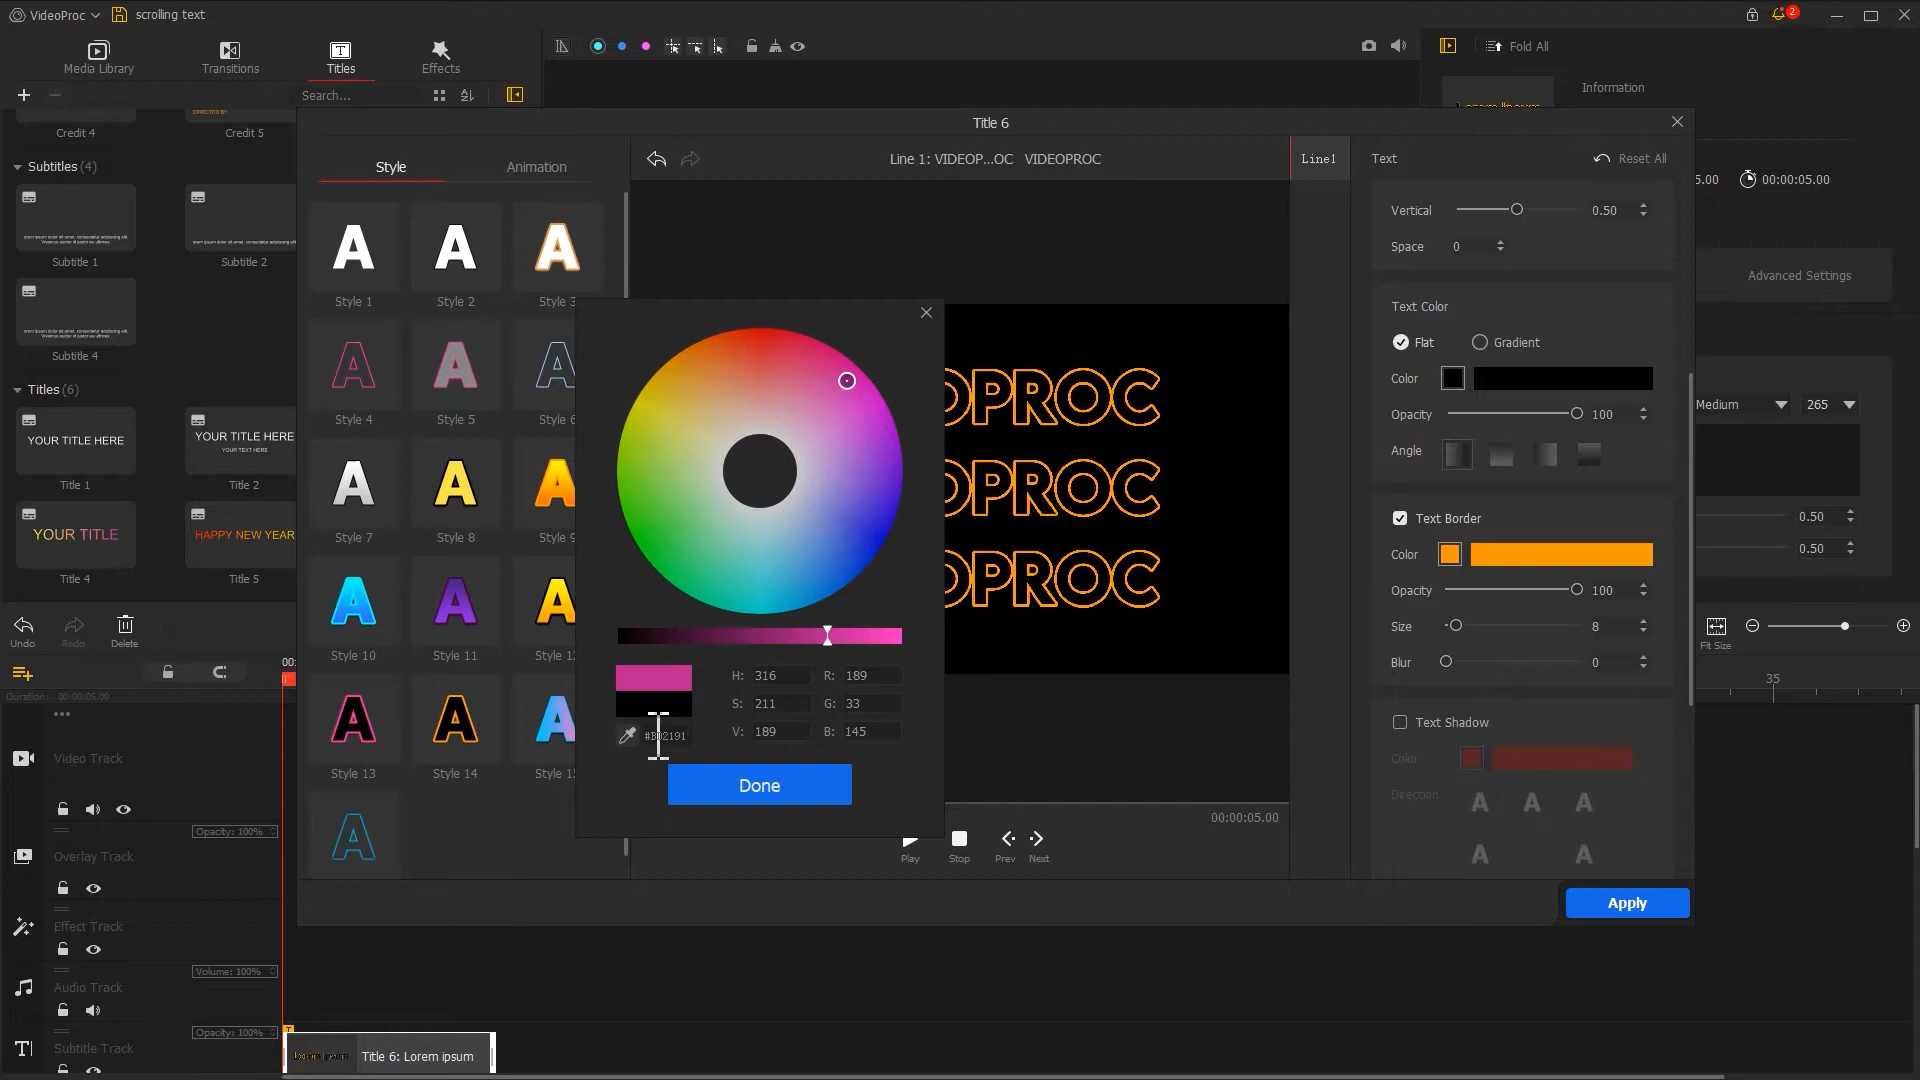 VideoProc
scrolling text
2
Media Library
Transitions
Titles
Effects
Fold All
Search...
Information
Credit 4
Credit 5
Title 6
Subtitles (4)
Style
Animation
Line 1: VIDEOP...OC VIDEOPROC
Line1
Text
Reset All
5.00
00:00:05.00
Vertical
0.50
Space
0
Subtitle 1
Subtitle 2
Advanced Settings
Style 1
Style 2
Style 3
Text Color
Flat
Gradient
Subtitle 4
Color
Titles (6)
Opacity
100
Medium
265
Style 4
Style 5
Style 6
OPROC
YOUR TITLE HERE
YOUR TITLE HERE
YOUR TEXT HERE
Angle
Title 1
Title 2
OPROC
Text Border
0.50
YOUR TITLE
HAPPY NEW YEAR
Style 7
Style 8
Style 9
Color
0.50
Title 4
Title 5
OPROC
Opacity
100
Size
8
Undo
Redo
Delete
Fit Size
Style 10
Style 11
Style 12
Blur
0
00:
H: 316
R: 189
35
Duration: 00:00:05.00
S: 211
G: 33
Text Shadow
V: 189
B: 145
Video Track
Color
Style 13
Style 14
Style 15
Done
Direction
00:00:05.00
Opacity: 100%
Overlay Track
Play
Stop
Prev
Next
Apply
Effect Track
Volume: 100%
Audio Track
Opacity: 100%
Subtitle Track
Title 6: Lorem ipsum